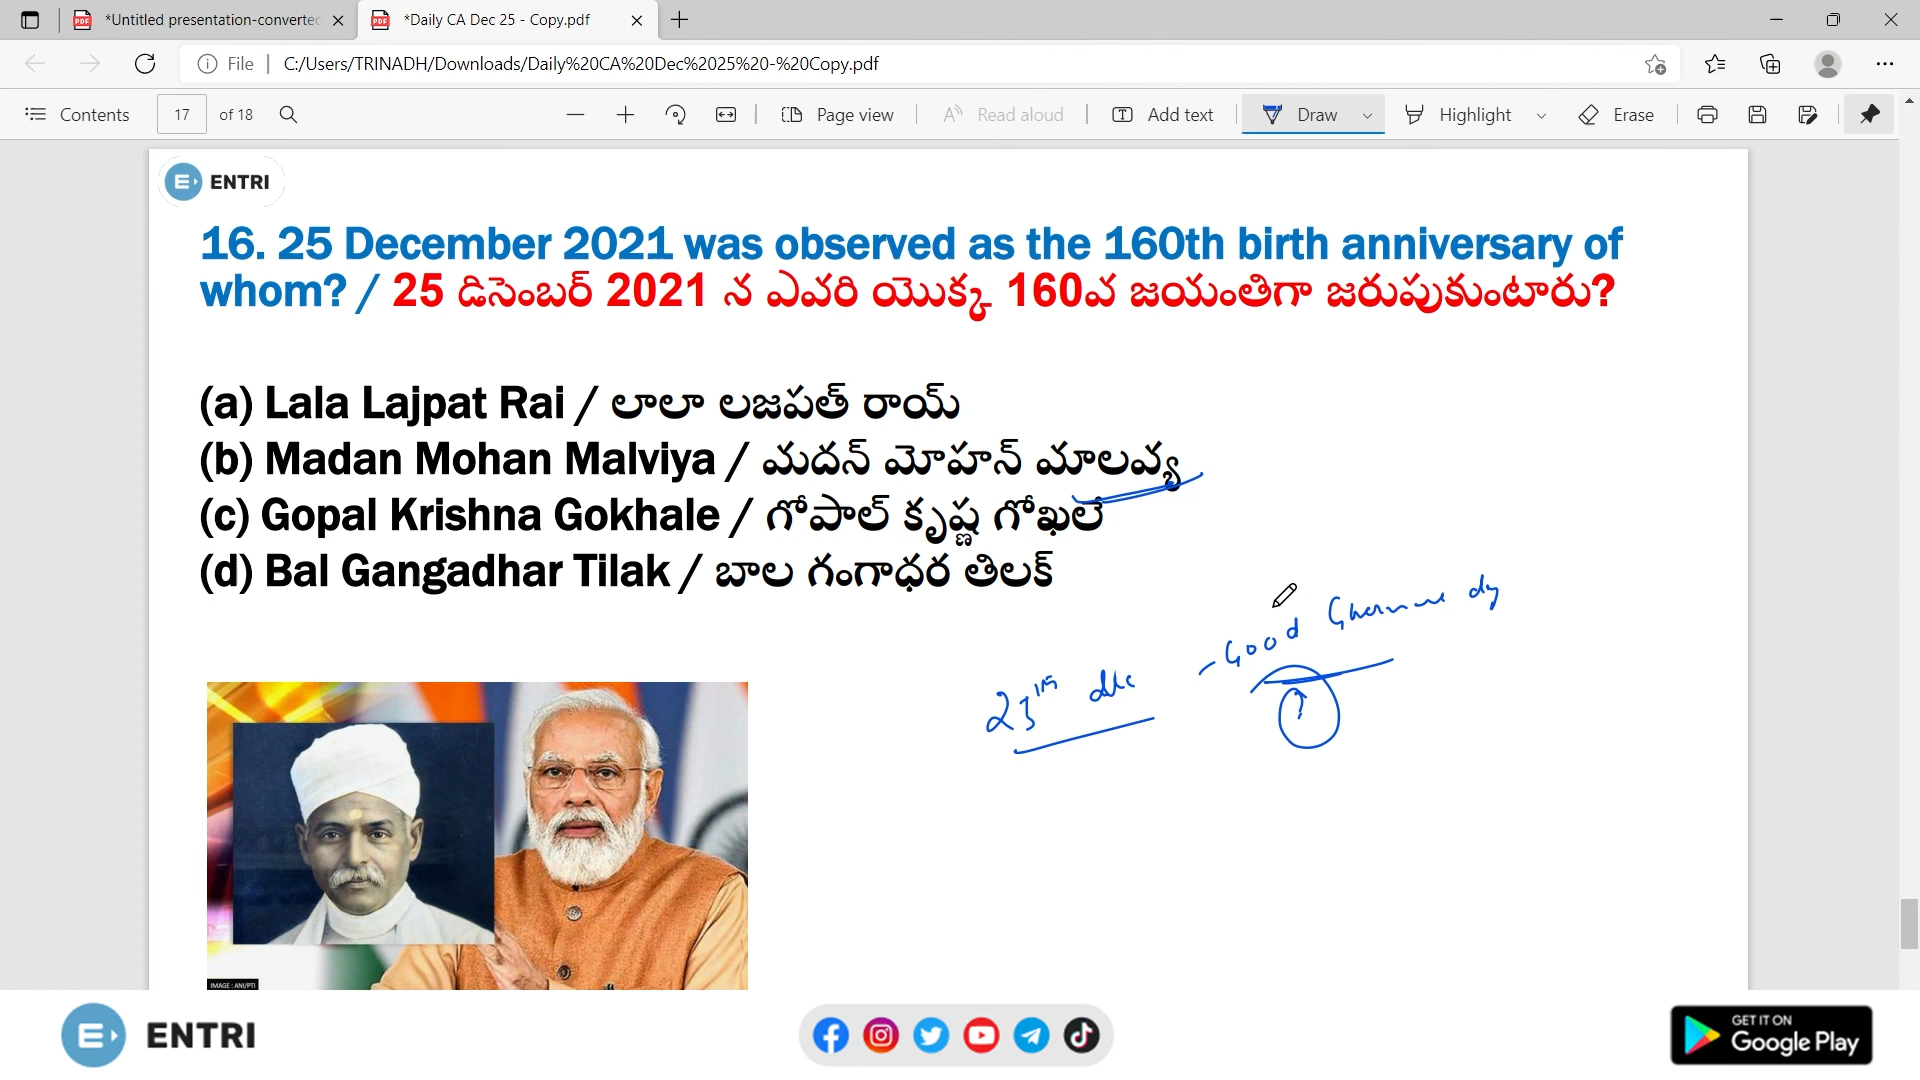 *Untitled presentation-converted
*Daily CA Dec 25 - Copy.pdf
File
C:/Users/TRINADH/Downloads/Daily%20CA%20Dec%2025%20-%20Copy.pdf
Contents
17 of 18
Page view
Read aloud
Add text
Draw
Highlight
Erase
E ENTRI
16. 25 December 2021 was observed as the 160th birth anniversary of
whom? / 25 డిసెంబర్ 2021 న ఎవరి యొక్క 160వ జయంతిగా జరుపుకుంటారు?
(a) Lala Lajpat Rai / లాలా లజపత్ రాయ్
(b) Madan Mohan Malviya / మదన్ మోహన్ మాలవ్య
(c) Gopal Krishna Gokhale / గోపాల్ కృష్ణ గోఖలే
(d) Bal Gangadhar Tilak / బాల గంగాధర తిలక్
Good
IMAGE : ANI/PTI
E ENTRI
GET IT ON
Google Play